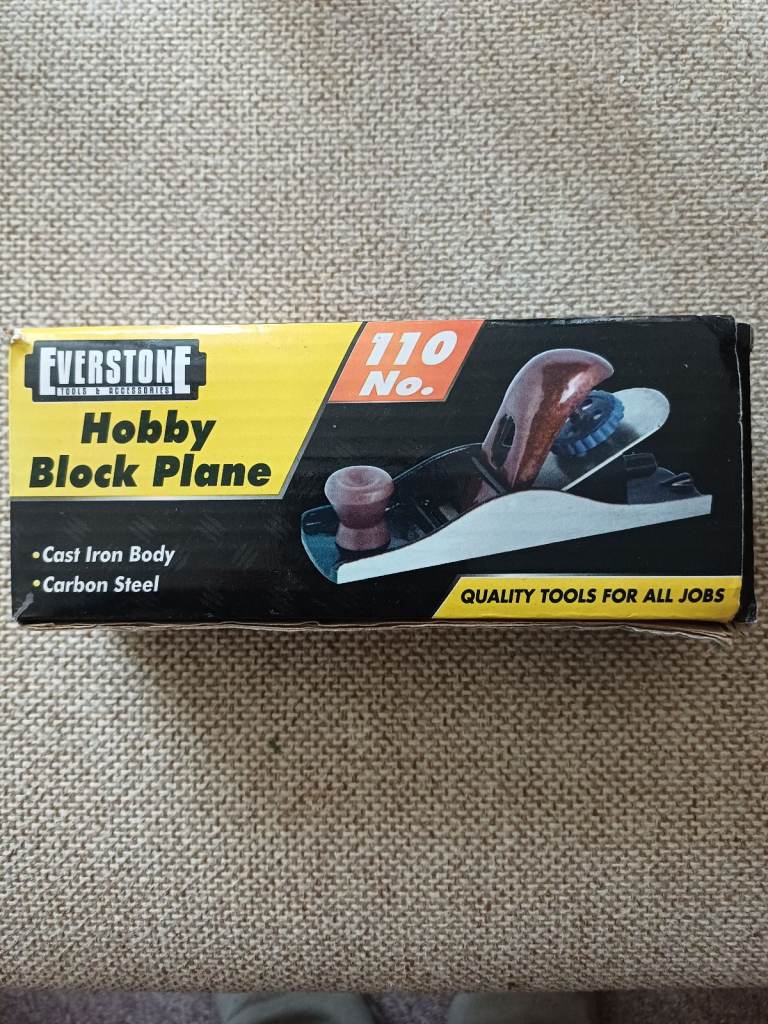 EVERSTONE
TOOLS & ACCESSORIES
Hobby
Block Plane
110
No.
•Cast Iron Body
•Carbon Steel
QUALITY TOOLS FOR ALL JOBS